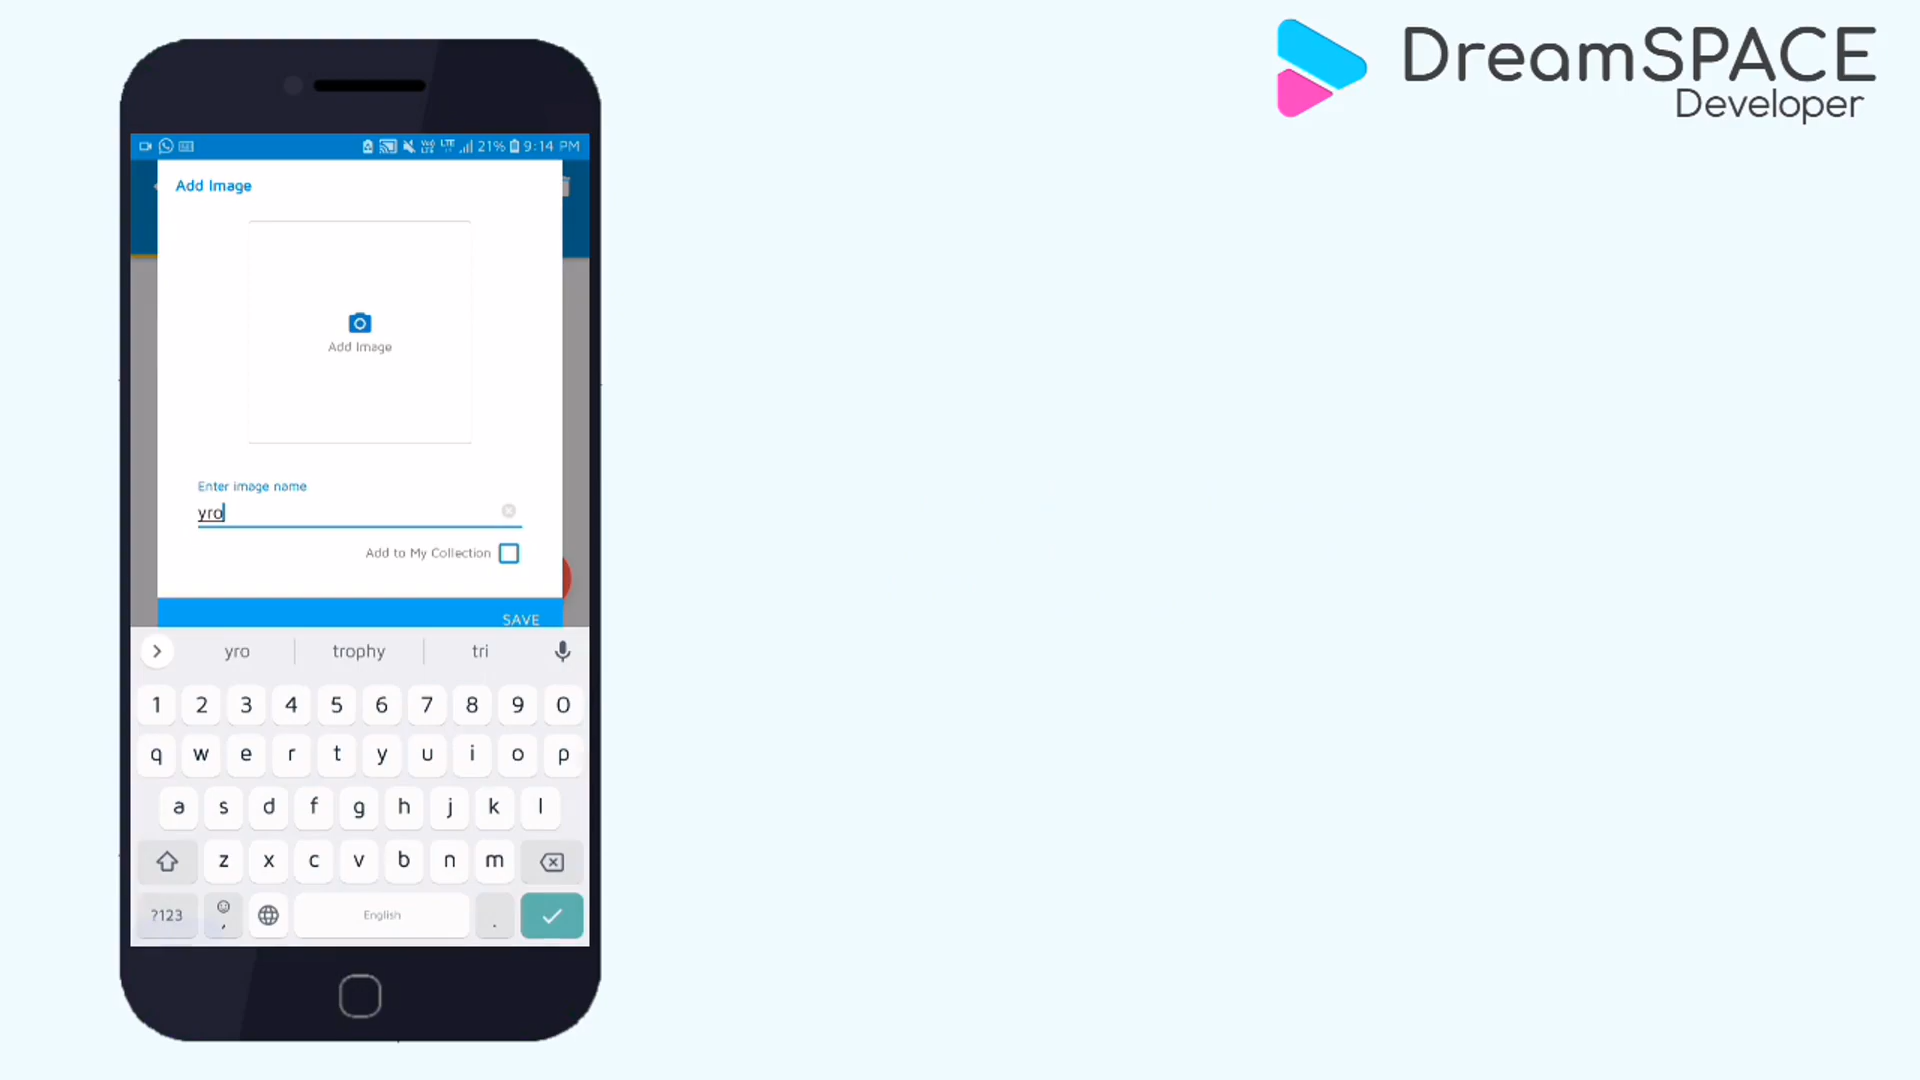 DreamSPACE
Developer
21% 9:14 PM
Add Image
Add Image
Enter image name
yro
Add to My Collection
SAVE
yro trophy tri
1 2 3 4 5 6 7 8 9 0
q w e r t y u i o p
a s d f g h j k l
z x c v b n m
?123 , English .